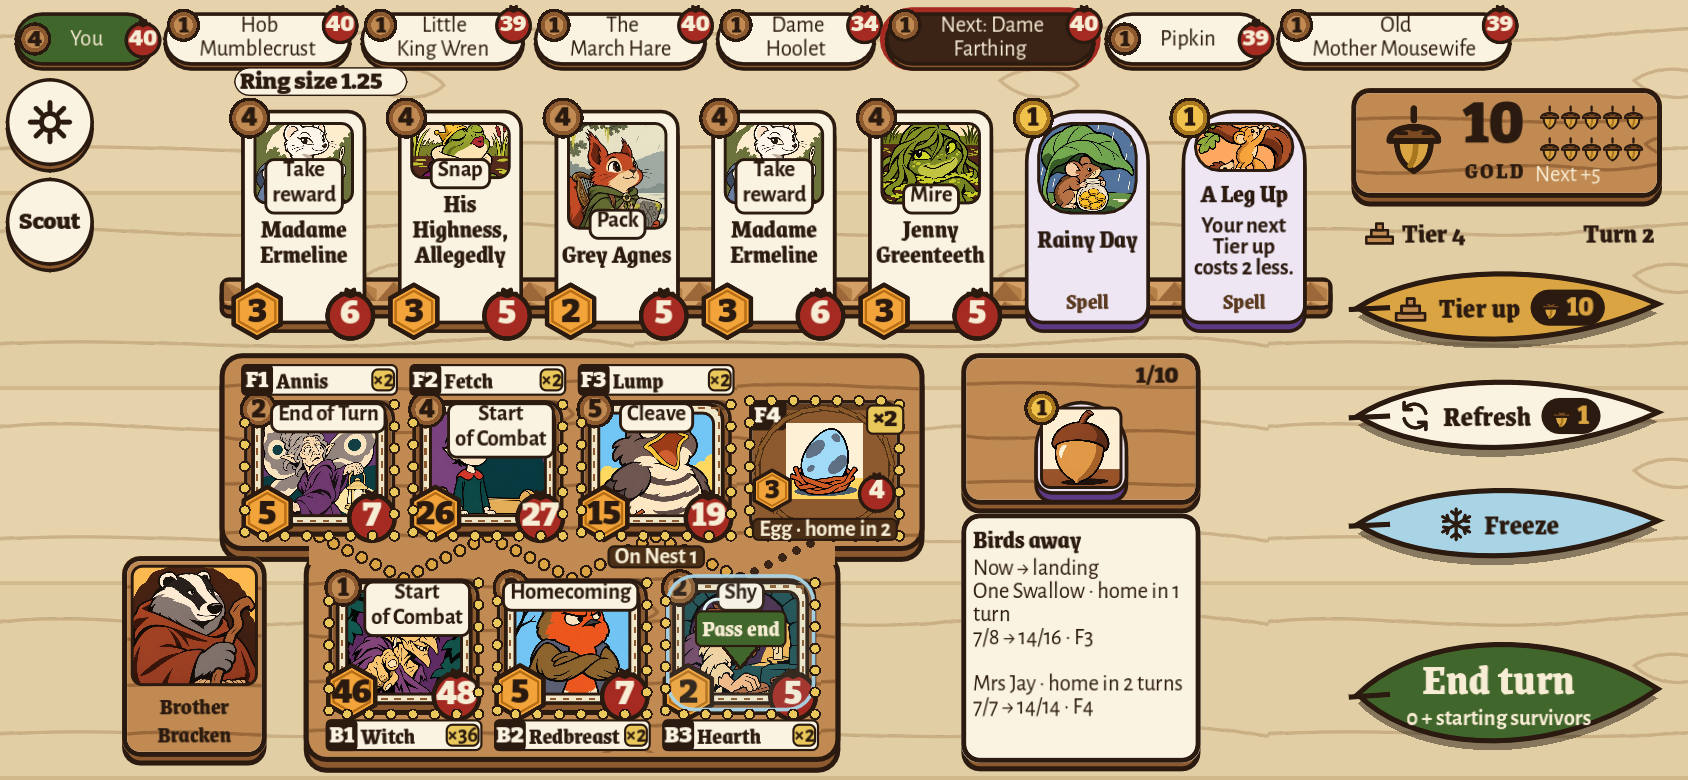 4 You 40
1 Hob Mumblecrust 40
1 Little King Wren 39
1 The March Hare 40
1 Dame Hoolet 34
1 Next: Dame Farthing 40
1 Pipkin 39
1 Old Mother Mousewife 39
Ring size 1.25
Scout
4 Take reward
Madame Ermeline
3 6
4 Snap
His Highness, Allegedly
3 5
4 Pack
Grey Agnes
2 5
4 Take reward
Madame Ermeline
3 6
4 Mire
Jenny Greenteeth
3 5
1 Rainy Day
Spell
1 A Leg Up
Your next Tier up costs 2 less.
Spell
10
GOLD Next +5
Tier 4 Turn 2
Tier up 10
Refresh 1
Freeze
End turn
0 + starting survivors
F1 Annis ×2
2 End of Turn
5 7
F2 Fetch ×2
4 Start of Combat
26 27
F3 Lump ×2
5 Cleave
15 19
F4 ×2
3 4
Egg · home in 2
On Nest 1
1 Start of Combat
46 48
B1 Witch ×36
Homecoming
5 7
B2 Redbreast ×2
2 Shy
Pass end
2 5
B3 Hearth ×2
Brother Bracken
1/10
1
Birds away
Now → landing
One Swallow · home in 1
turn
7/8 → 14/16 · F3
Mrs Jay · home in 2 turns
7/7 → 14/14 · F4